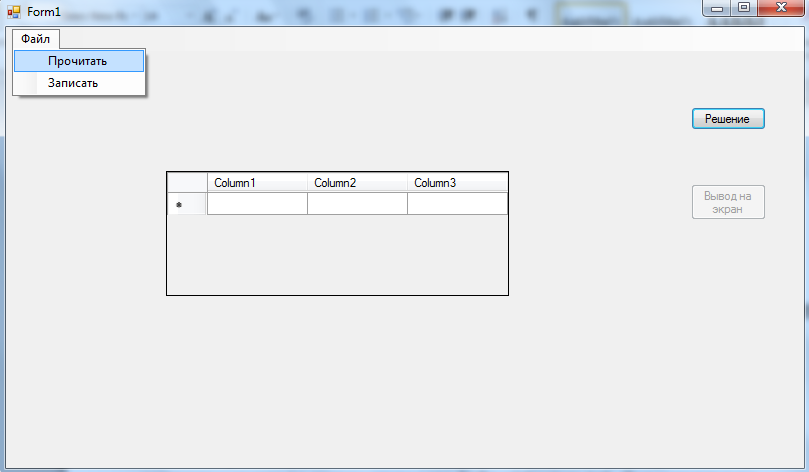 Form1
Файл
Прочитать
Записать
Решение
Column1 Column2 Column3
Вывод на
экран